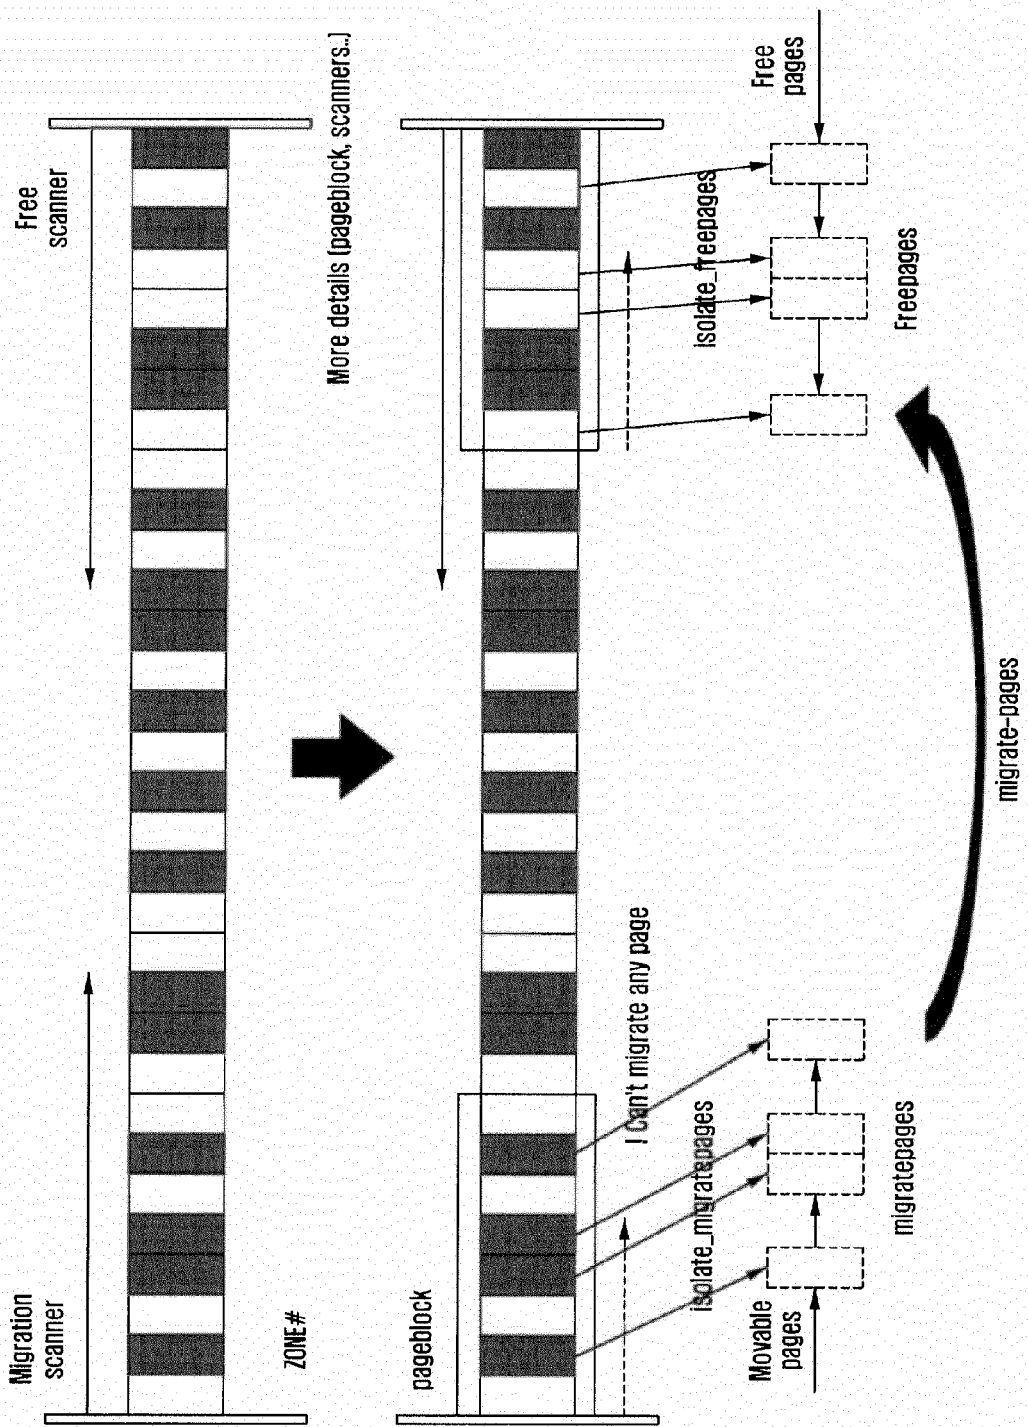 Migration
scanner
Free
scanner
ZONE#
More details (pageblock, scanners..)
pageblock
I can't migrate any page
isolate_migratepages
isolate_freepages
Movable
pages
Free
pages
migratepages
Freepages
migrate-pages